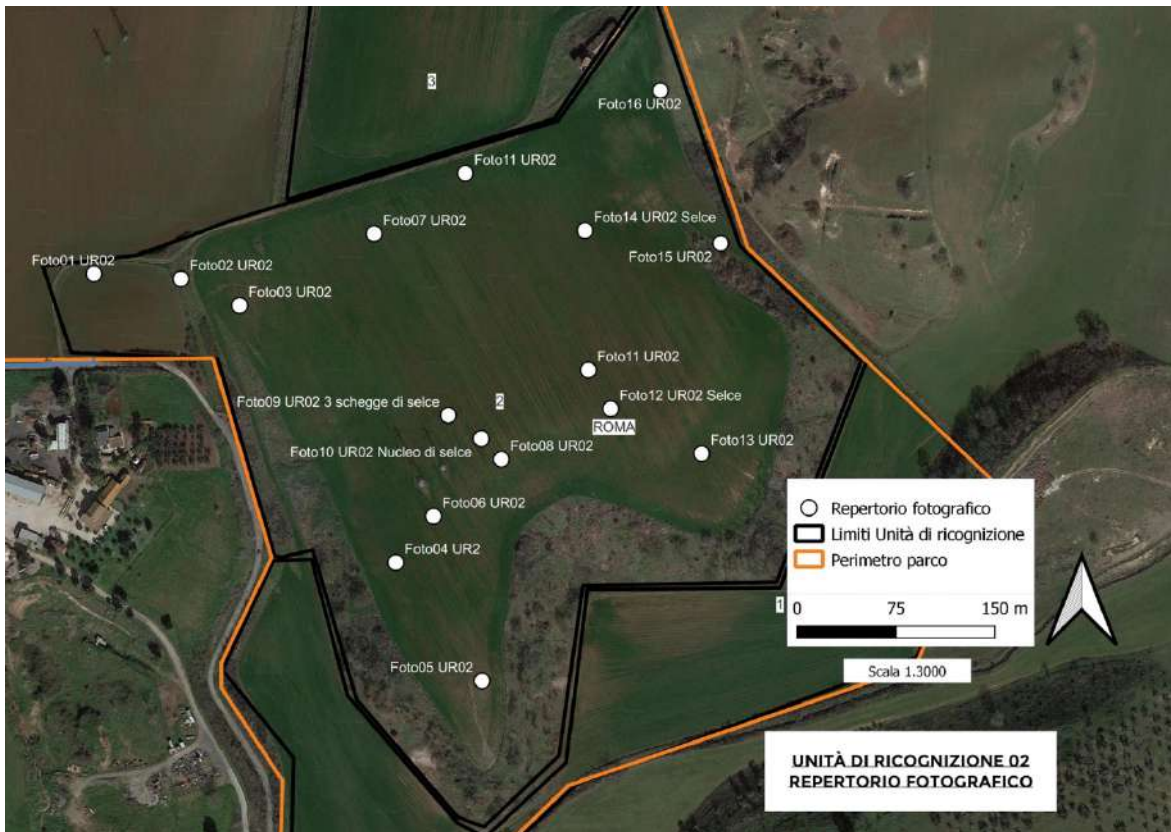 3
Foto16 UR02
Foto11 UR02
Foto14 UR02 Selce
Foto07 UR02
Foto15 UR02
Foto01 UR02
Foto02 UR02
Foto03 UR02
Foto11 UR02
2
Foto09 UR02 3 schegge di selce
Foto12 UR02 Selce
ROMA
Foto13 UR02
Foto10 UR02 Nucleo di selce
Foto08 UR02
Foto06 UR02
Foto04 UR2
Foto05 UR02
1
Repertorio fotografico
Limiti Unità di ricognizione
Perimetro parco
0 75 150 m
Scala 1.3000
UNITÀ DI RICOGNIZIONE 02
REPERTORIO FOTOGRAFICO